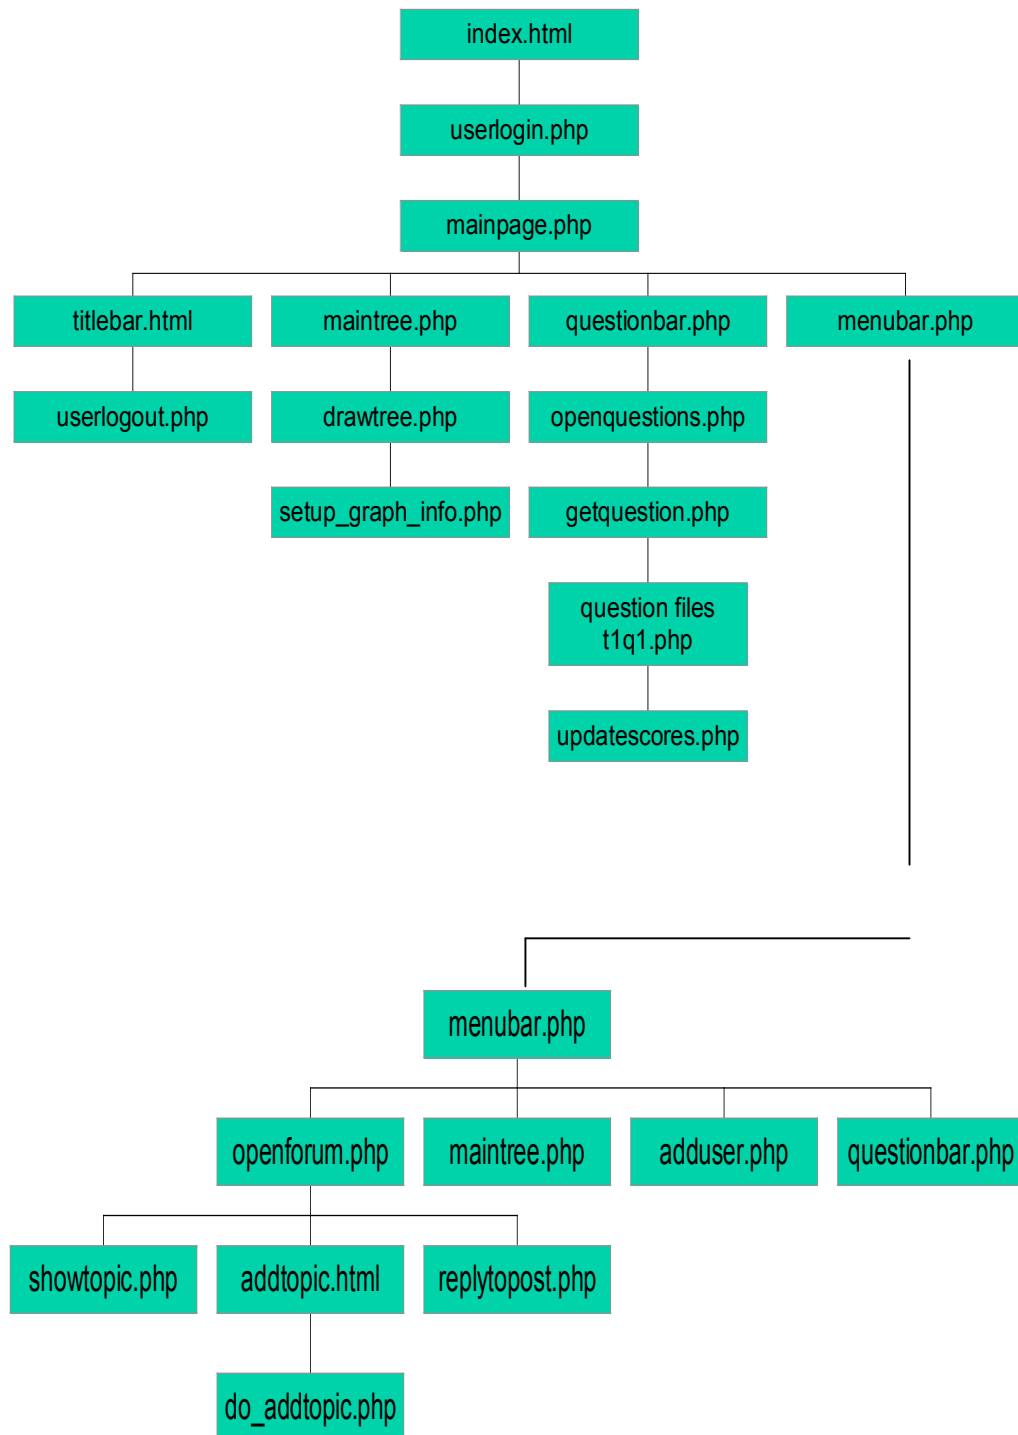 index.html
userlogin.php
mainpage.php
titlebar.html
maintree.php
questionbar.php
menubar.php
userlogout.php
drawtree.php
openquestions.php
setup_graph_info.php
getquestion.php
question files
t1q1.php
updatescores.php
menubar.php
openforum.php
maintree.php
adduser.php
questionbar.php
showtopic.php
addtopic.html
replytopost.php
do_addtopic.php